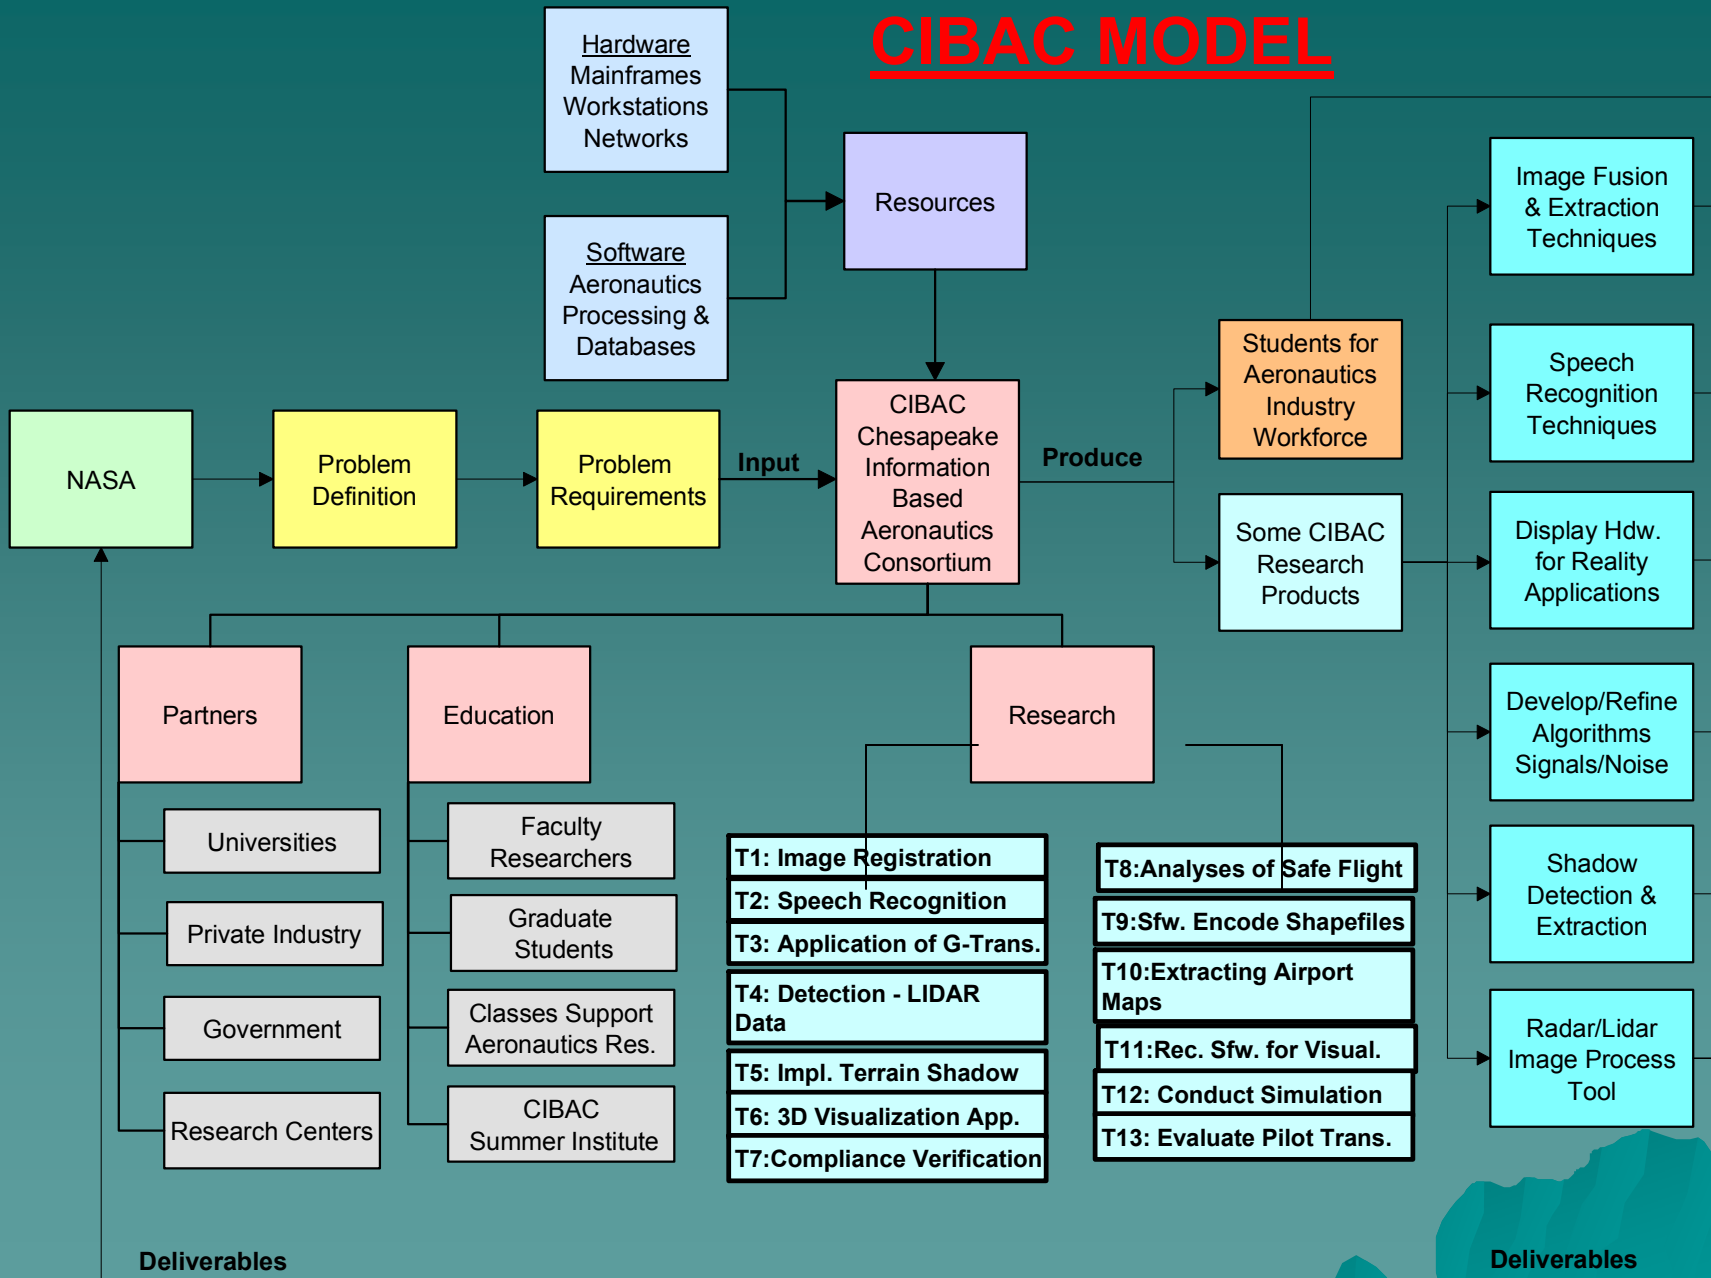 CIBAC MODEL
Hardware
Mainframes
Workstations
Networks
Resources
Software
Aeronautics
Processing &
Databases
NASA
Problem
Definition
Problem
Requirements
Input
CIBAC
Chesapeake
Information
Based
Aeronautics
Consortium
Produce
Students for
Aeronautics
Industry
Workforce
Some CIBAC
Research
Products
Image Fusion
& Extraction
Techniques
Speech
Recognition
Techniques
Display Hdw.
for Reality
Applications
Develop/Refine
Algorithms
Signals/Noise
Shadow
Detection &
Extraction
Radar/Lidar
Image Process
Tool
Partners
Universities
Private Industry
Government
Research Centers
Education
Faculty
Researchers
Graduate
Students
Classes Support
Aeronautics Res.
CIBAC
Summer Institute
Research
T1: Image Registration
T2: Speech Recognition
T3: Application of G-Trans.
T4: Detection - LIDAR
Data
T5: Impl. Terrain Shadow
T6: 3D Visualization App.
T7:Compliance Verification
T8:Analyses of Safe Flight
T9:Sfw. Encode Shapefiles
T10:Extracting Airport
Maps
T11:Rec. Sfw. for Visual.
T12: Conduct Simulation
T13: Evaluate Pilot Trans.
Deliverables
Deliverables